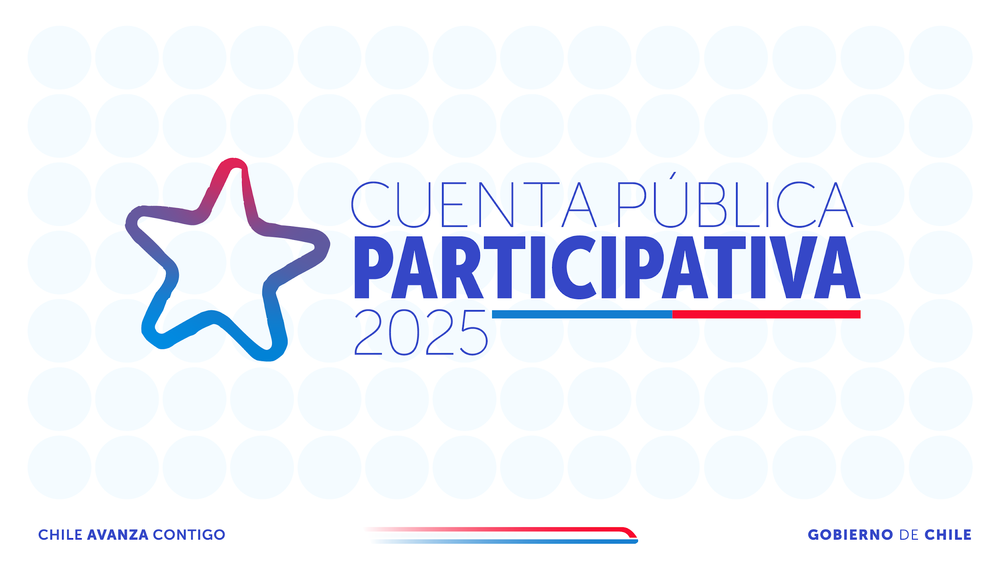 CUENTA PÚBLICA
PARTICIPATIVA
2025
CHILE AVANZA CONTIGO
GOBIERNO DE CHILE